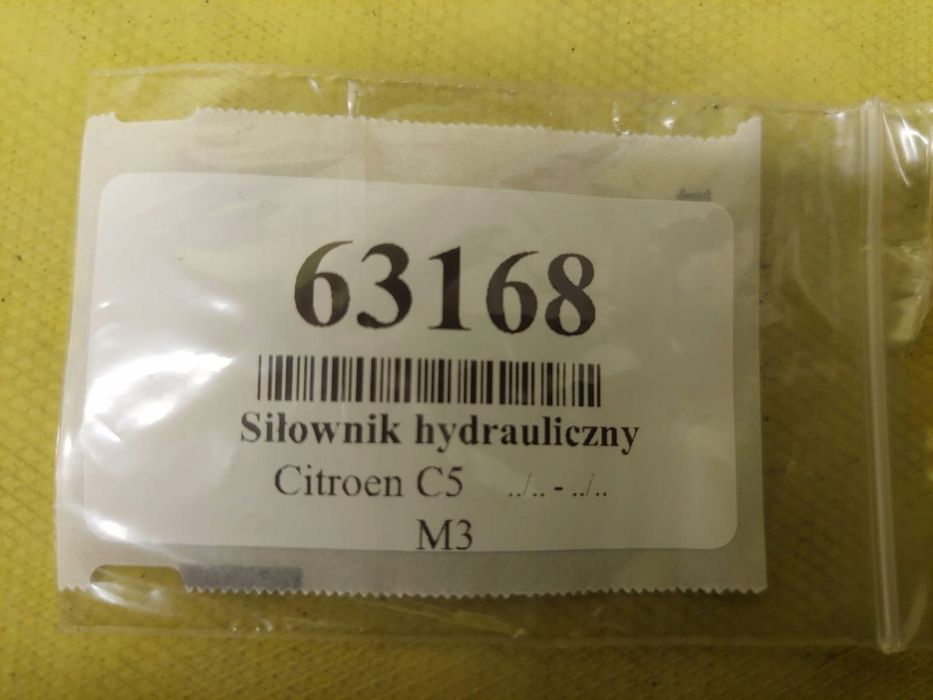 63168
Siłownik hydrauliczny
Citroen C5 ../.. - ../..
M3